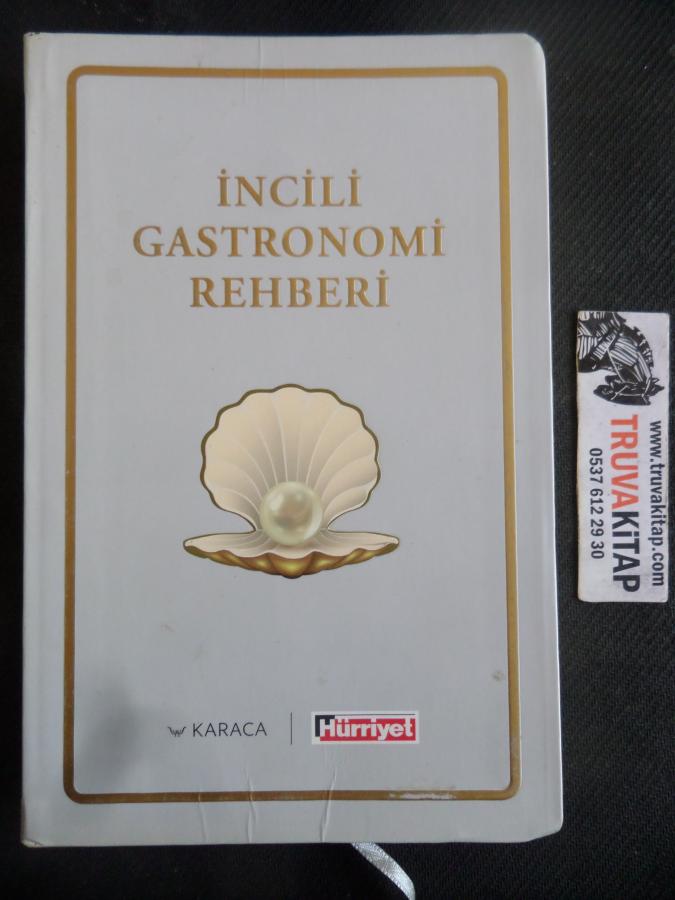 İNCİLİ
GASTRONOMİ
REHBERİ
KARACA
Hürriyet
www.truvakitap.com
TRUVAKİTAP
0537 612 29 30